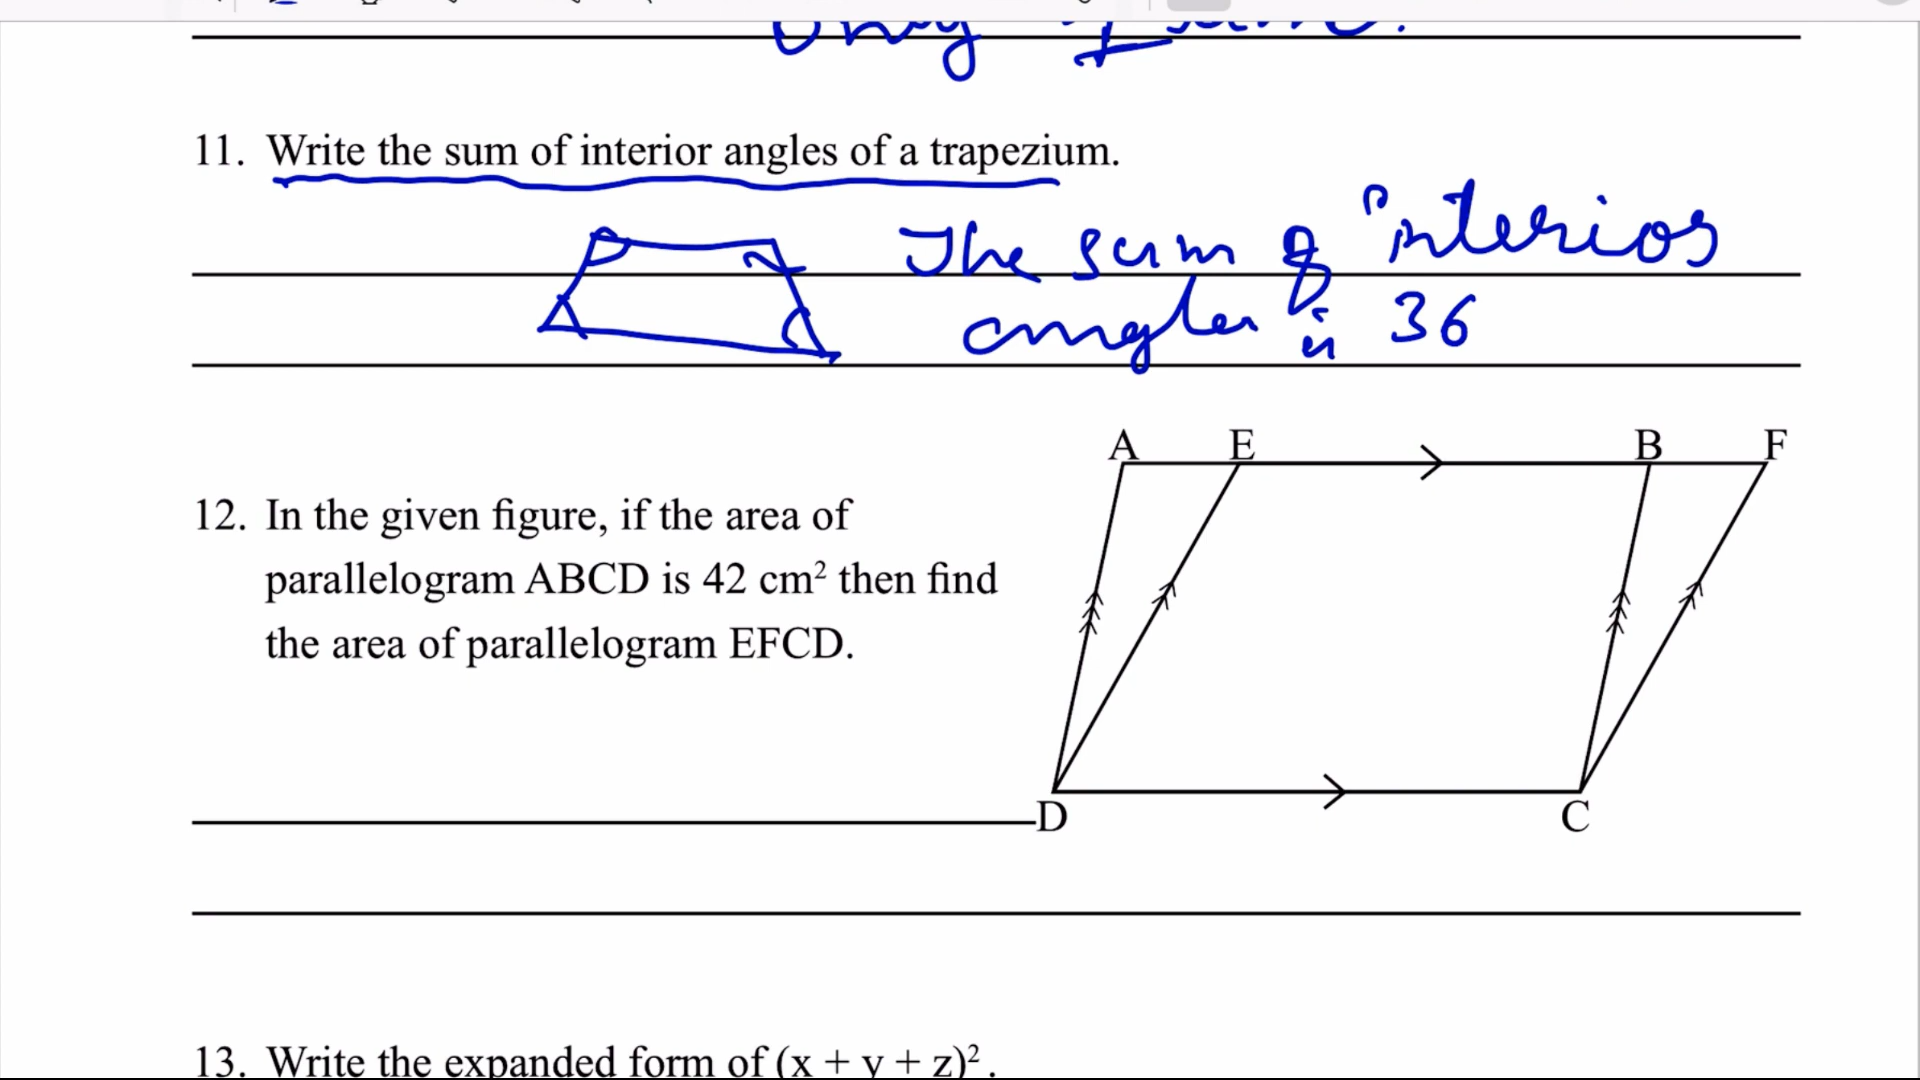 11. Write the sum of interior angles of a trapezium.
The sum of interior
angles is 36
A E B F
12. In the given figure, if the area of
parallelogram ABCD is 42 cm² then find
the area of parallelogram EFCD.
D C
13. Write the expanded form of (x + y + z)².